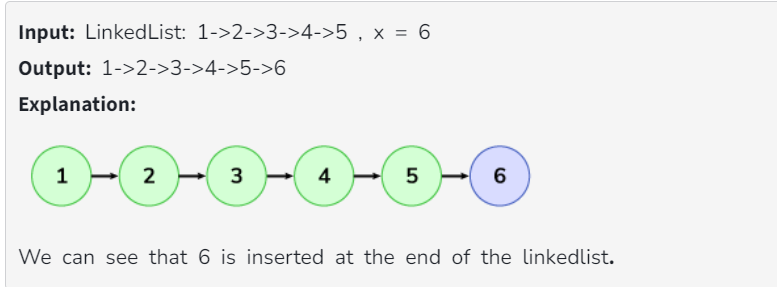 Input: LinkedList: 1->2->3->4->5 , x = 6
Output: 1->2->3->4->5->6
Explanation:
1 2 3 4 5 6
We can see that 6 is inserted at the end of the linkedlist.